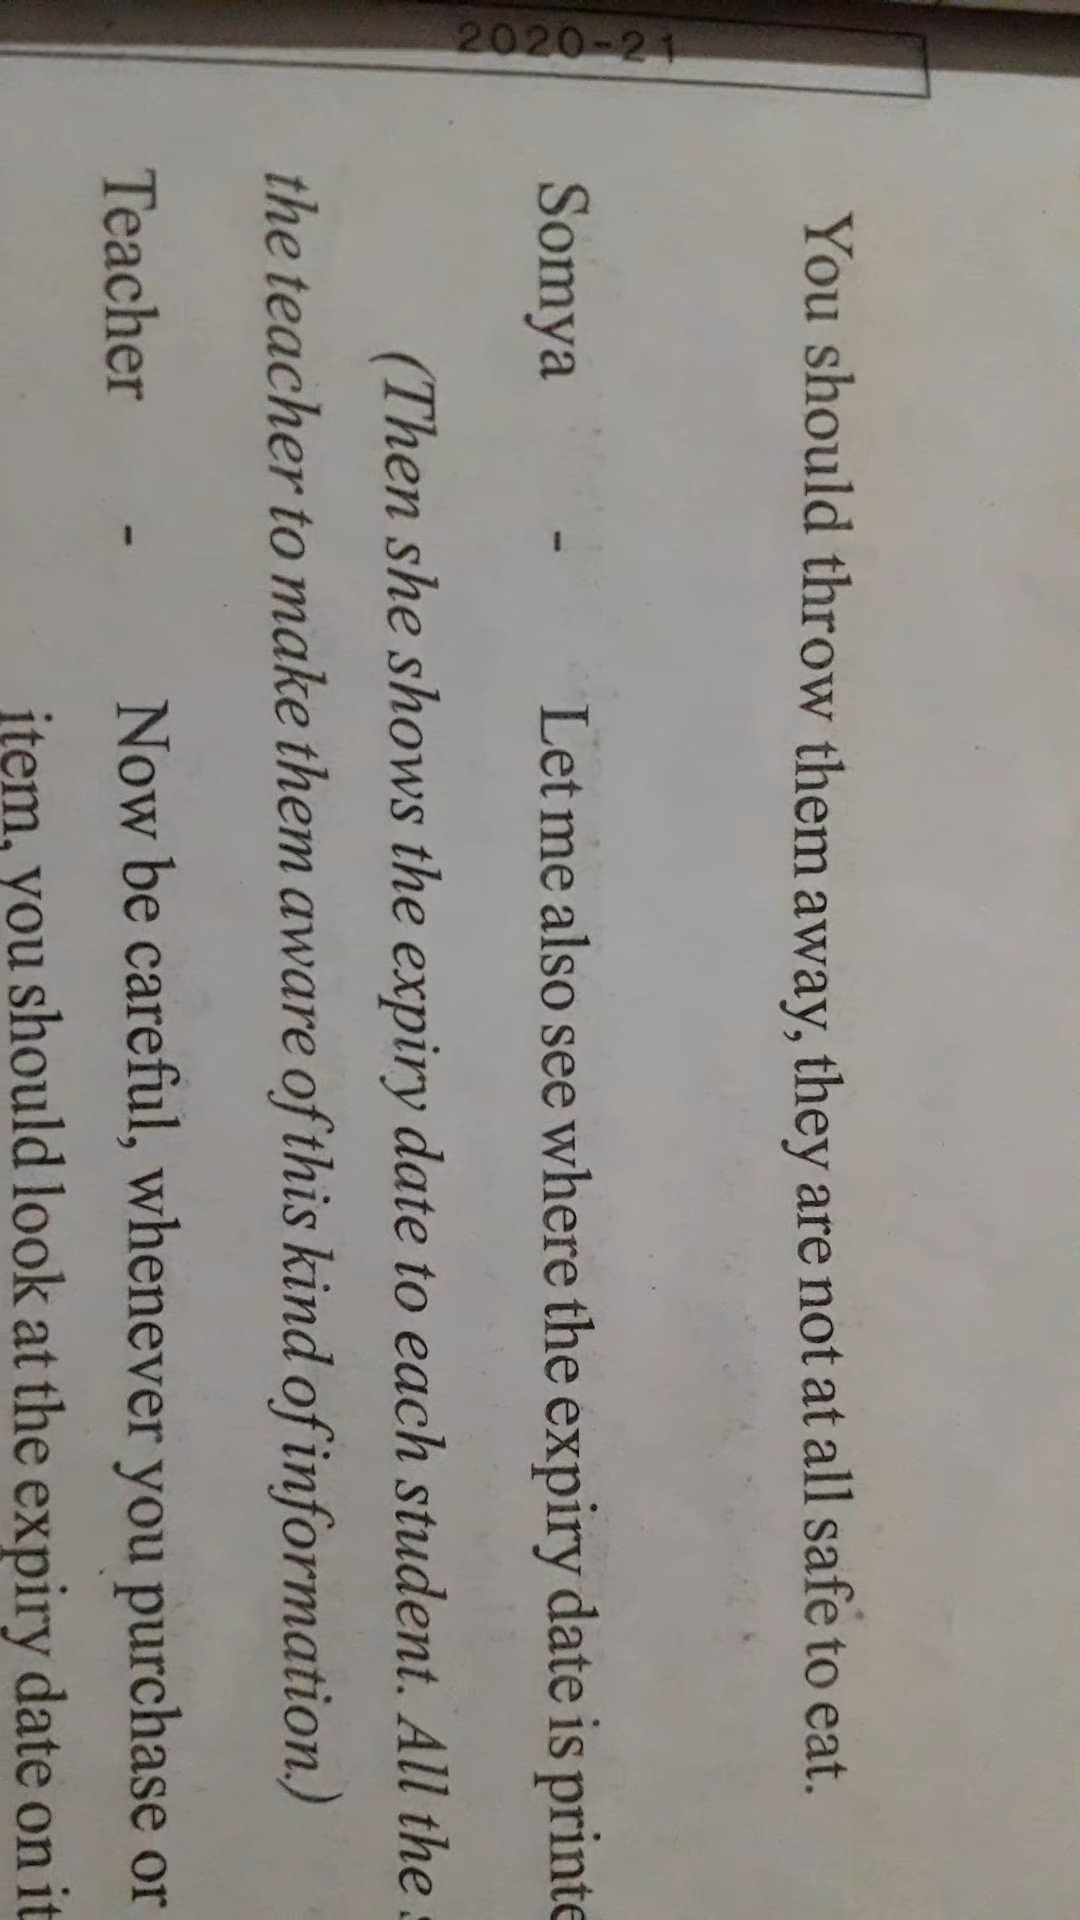 2020-21
You should throw them away, they are not at all safe to eat.
Somya - Let me also see where the expiry date is printe
(Then she shows the expiry date to each student. All the
the teacher to make them aware of this kind of information.)
Teacher - Now be careful, whenever you purchase or
item, you should look at the expiry date on it